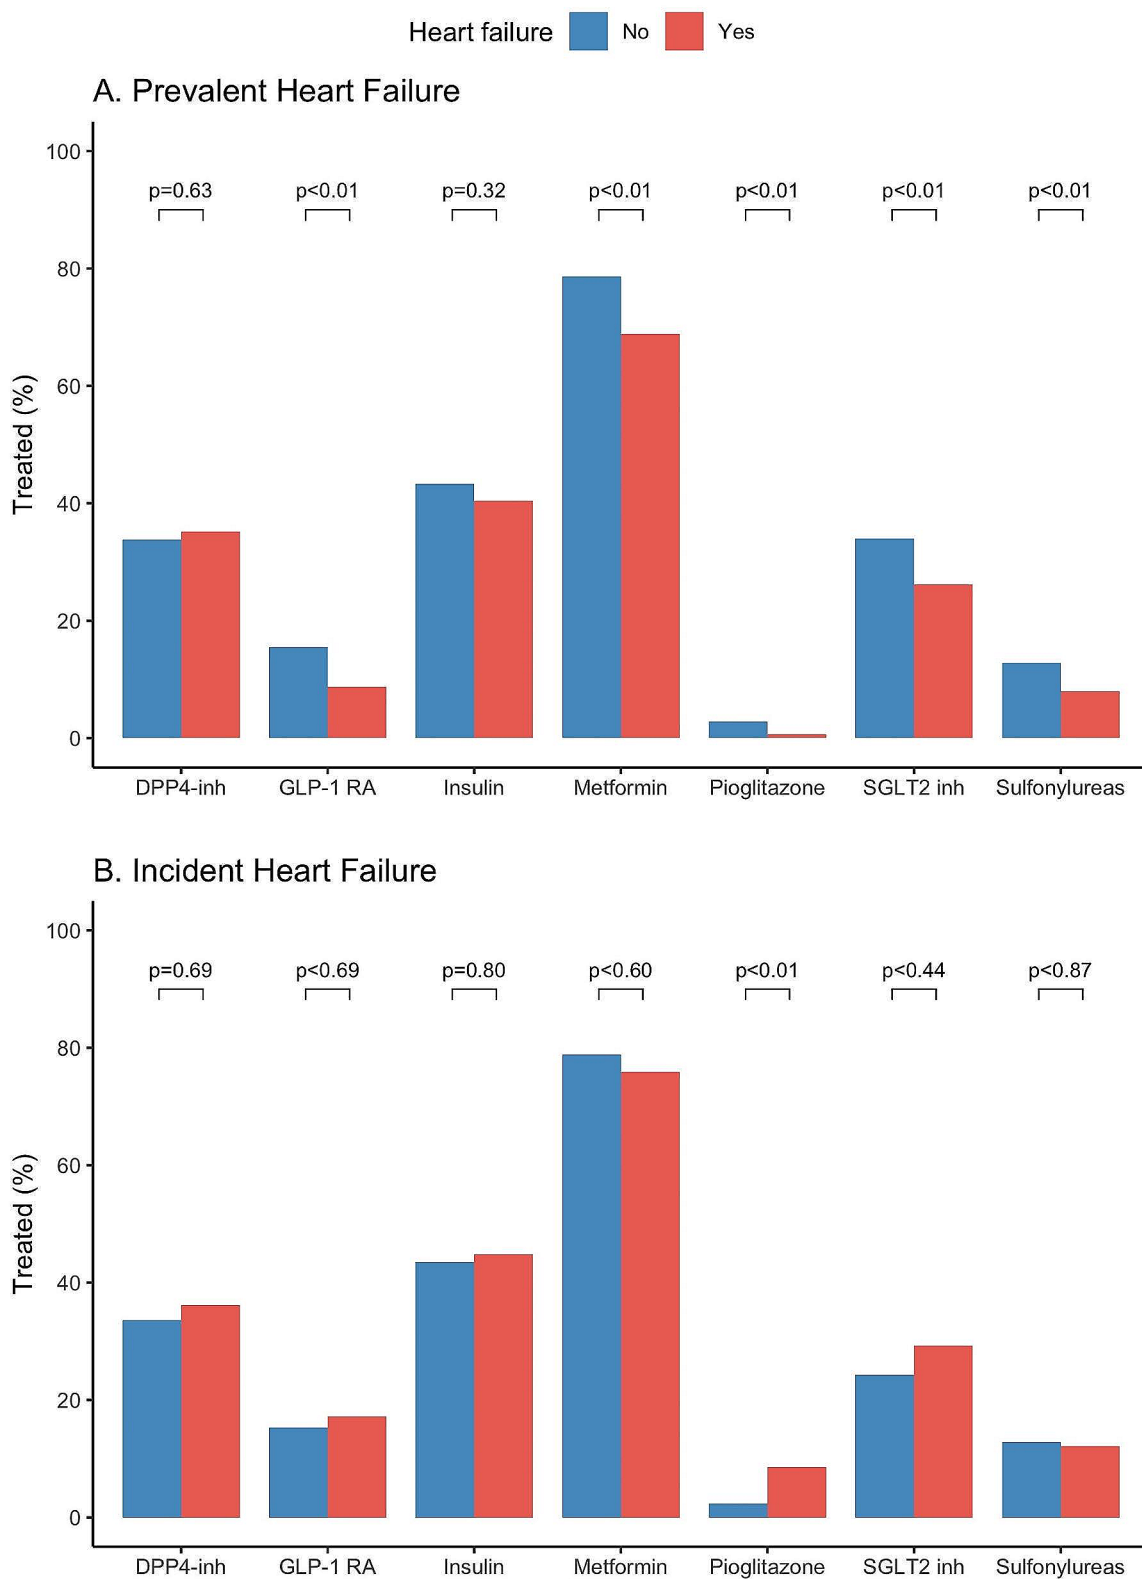 Heart failure No Yes
A. Prevalent Heart Failure
100
p=0.63 p<0.01 p=0.32 p<0.01 p<0.01 p<0.01 p<0.01
80
60
Treated (%)
40
20
0
DPP4-inh GLP-1 RA Insulin Metformin Pioglitazone SGLT2 inh Sulfonylureas
B. Incident Heart Failure
100
p=0.69 p<0.69 p=0.80 p<0.60 p<0.01 p<0.44 p<0.87
80
60
Treated (%)
40
20
0
DPP4-inh GLP-1 RA Insulin Metformin Pioglitazone SGLT2 inh Sulfonylureas